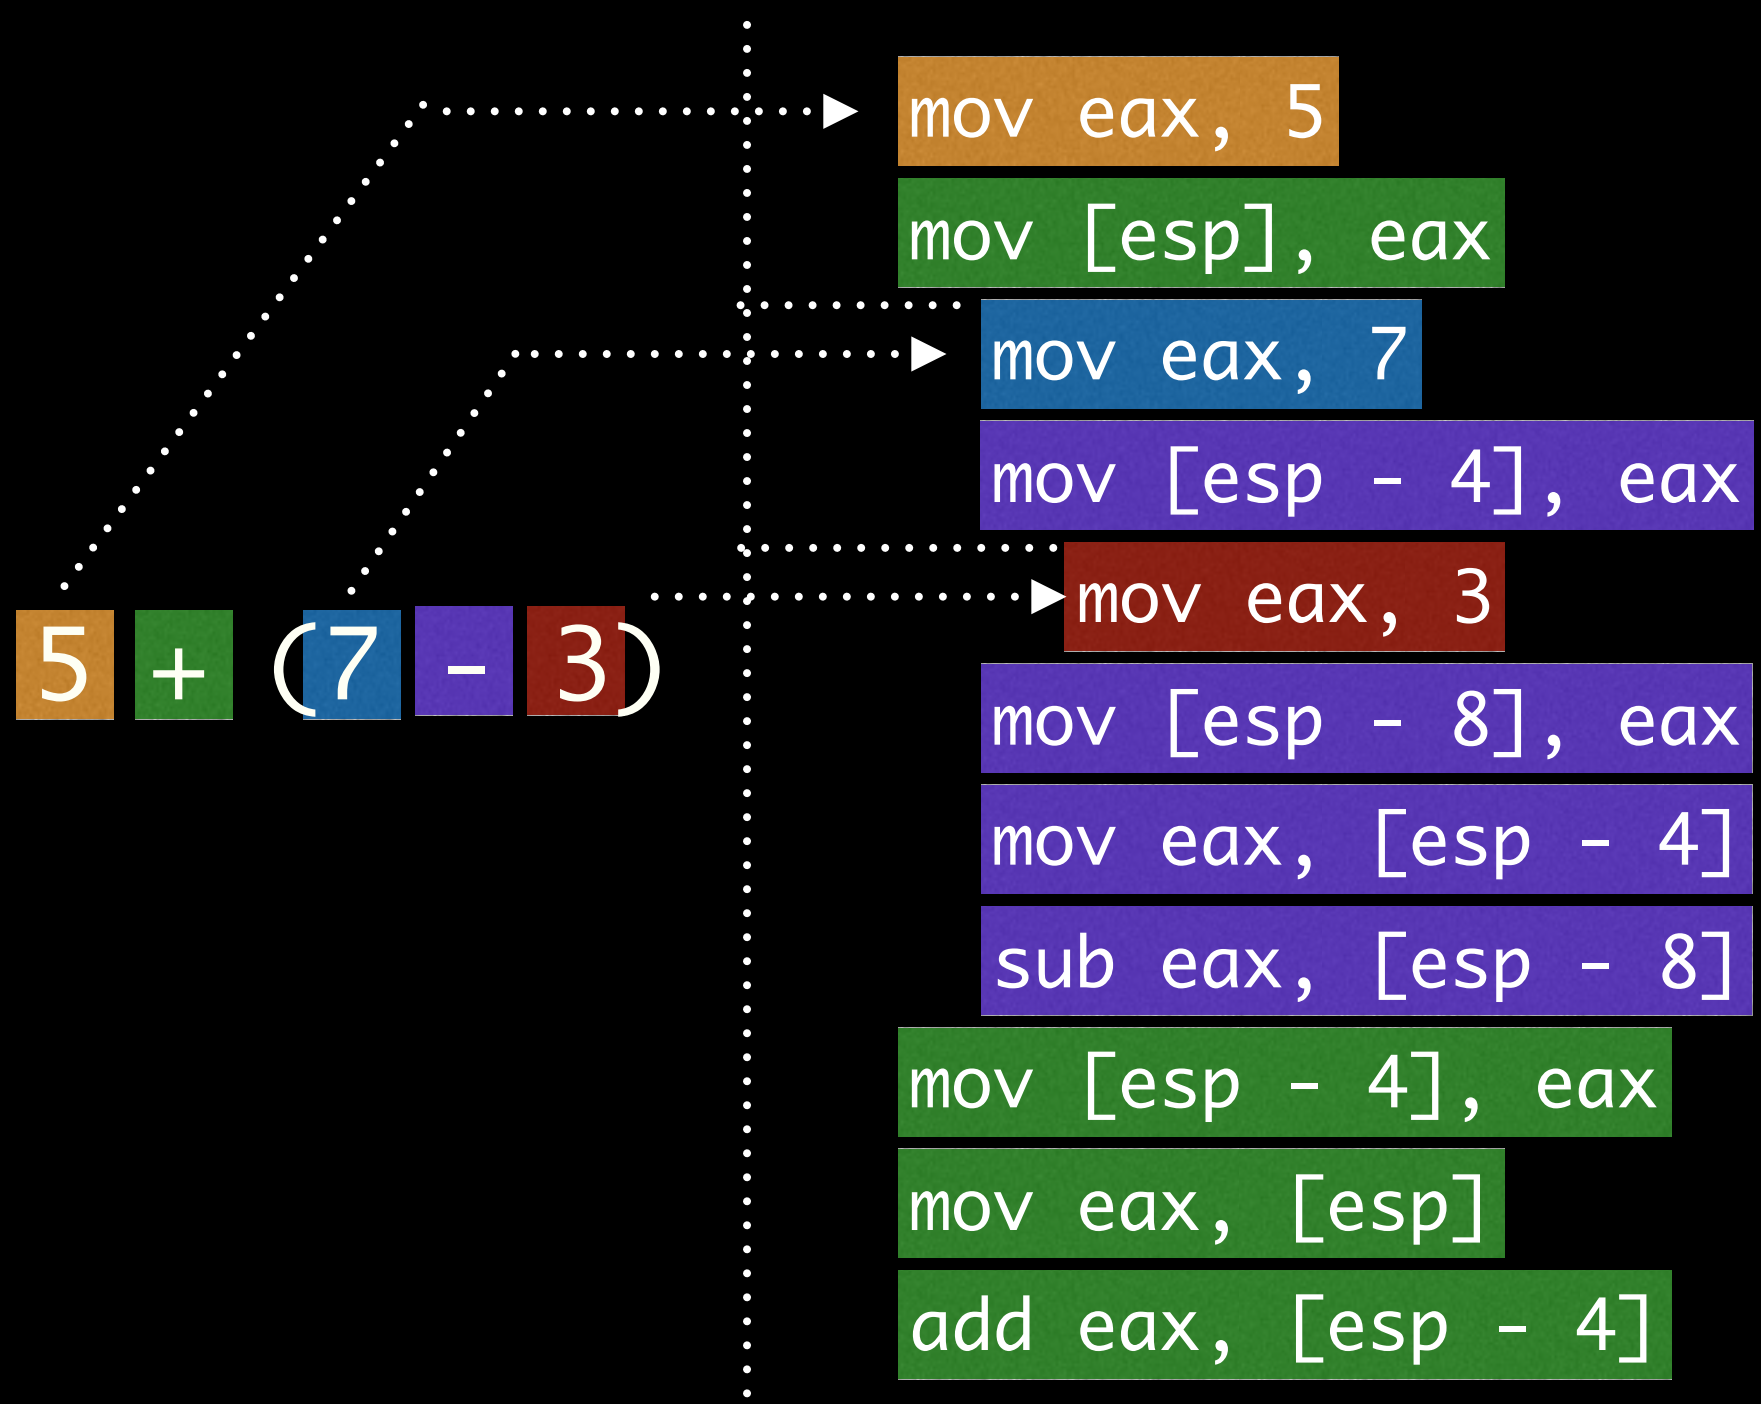 mov eax, 5
mov [esp], eax
mov eax, 7
mov [esp - 4], eax
mov eax, 3
5 + (7 - 3)
mov [esp - 8], eax
mov eax, [esp - 4]
sub eax, [esp - 8]
mov [esp - 4], eax
mov eax, [esp]
add eax, [esp - 4]